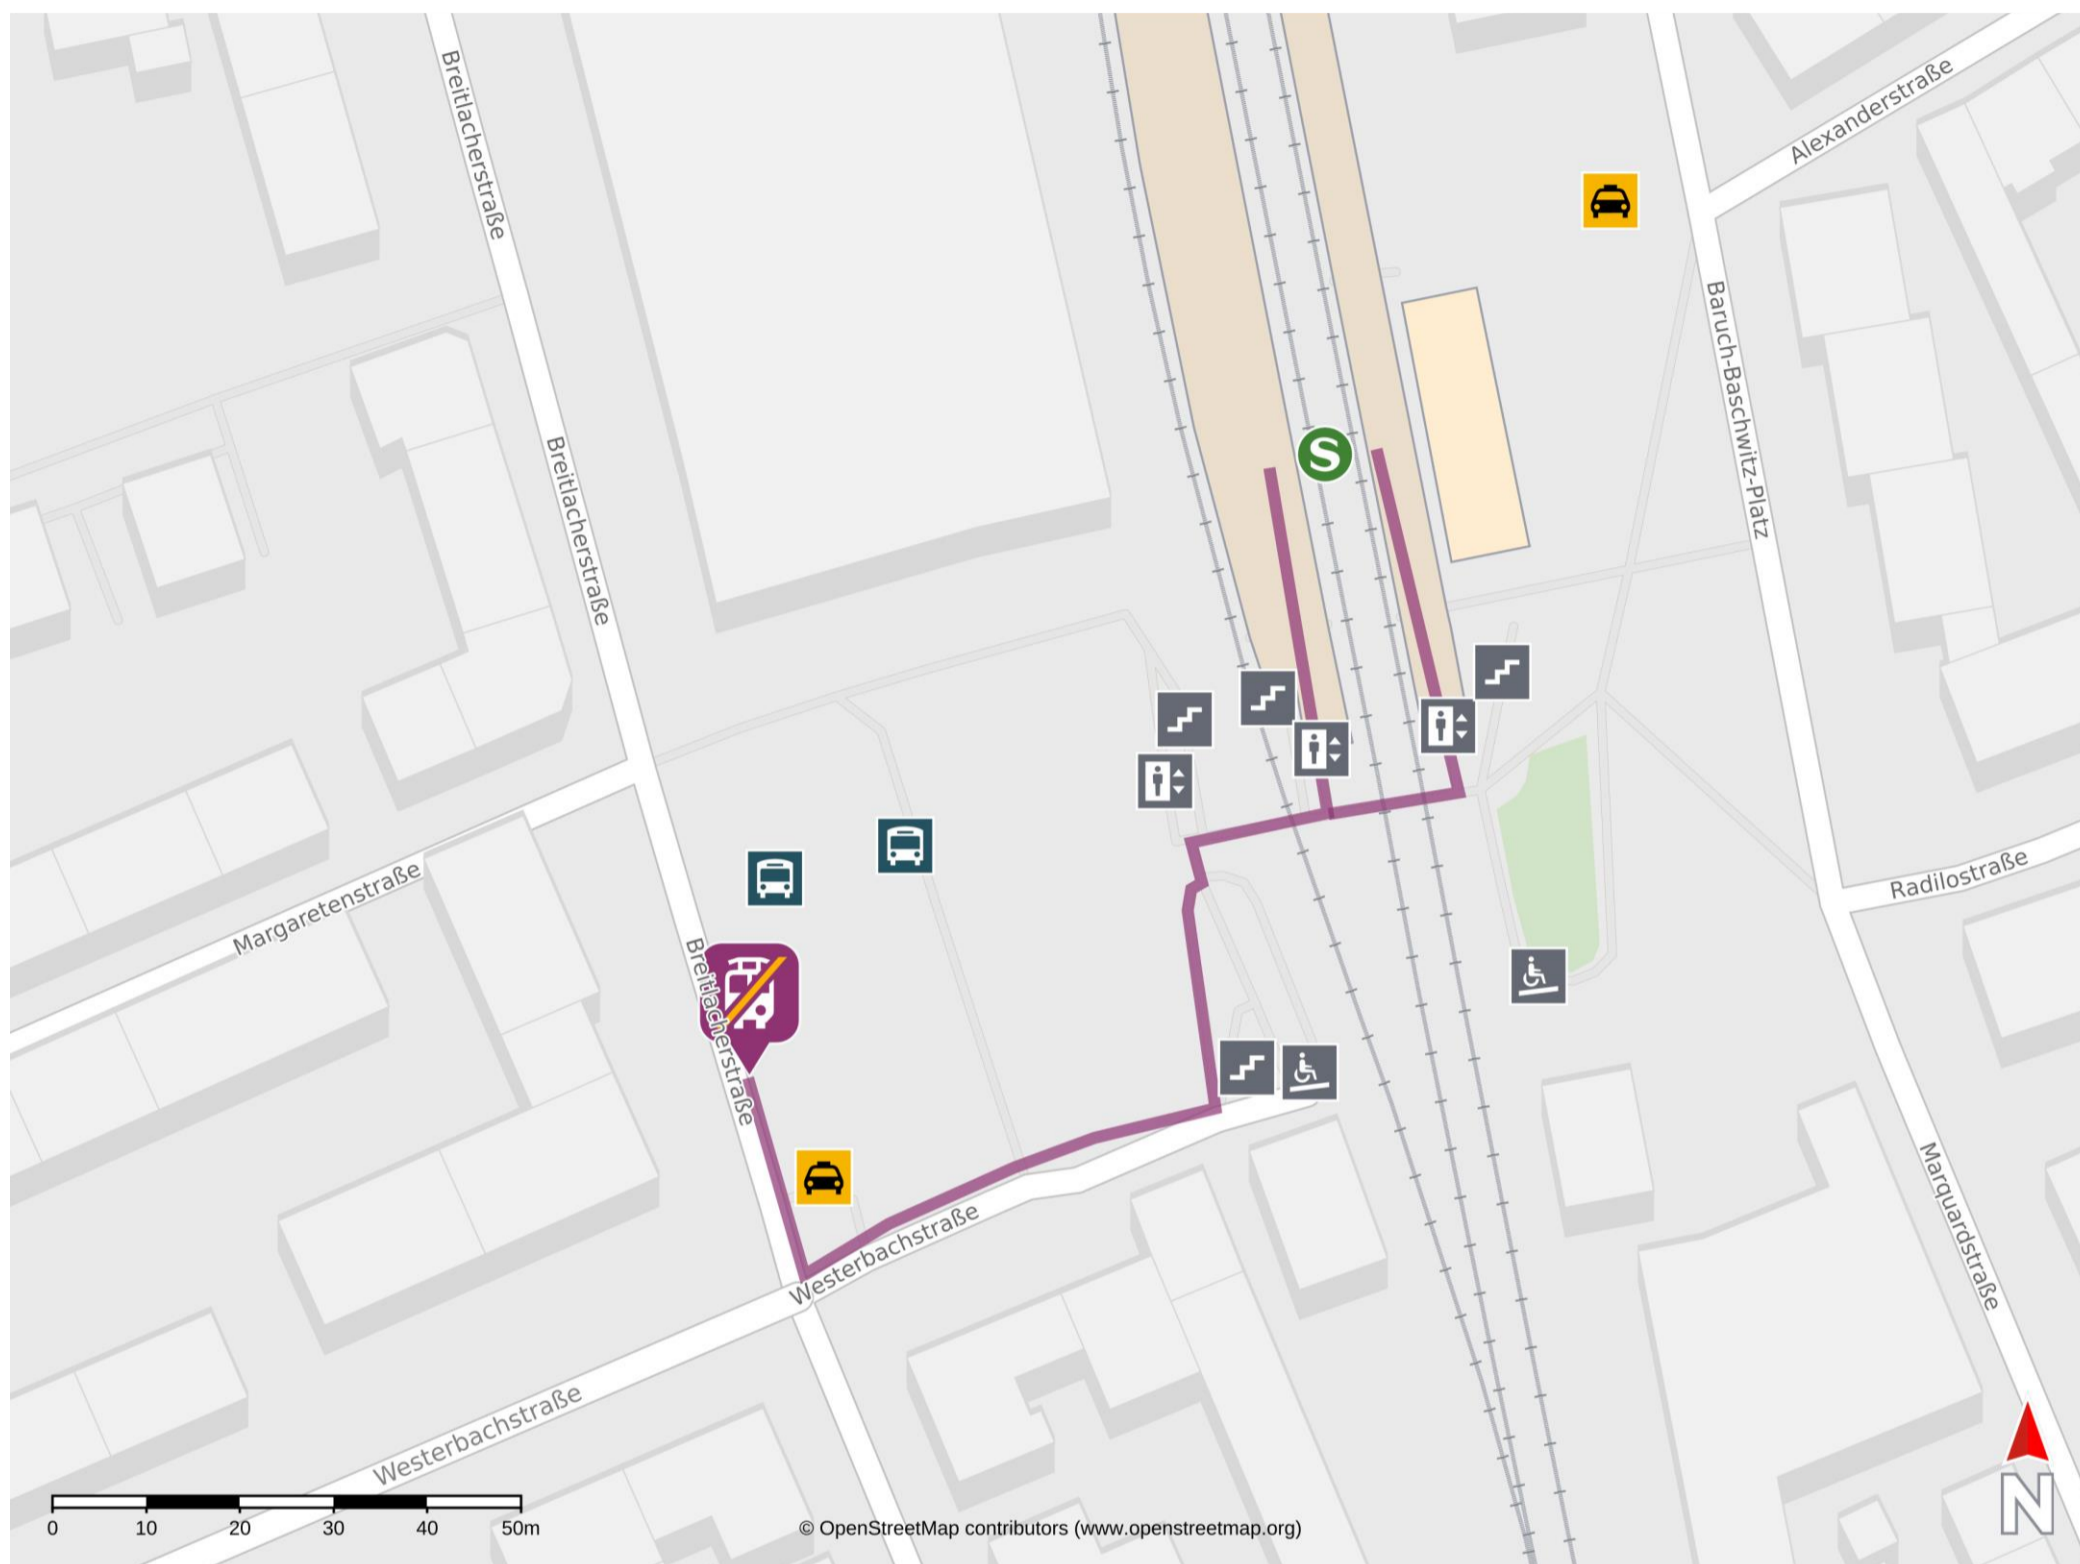 Breitlacherstraße
Alexanderstraße
Baruch-Baschwitz-Platz
Breitlacherstraße
S
Margaretenstraße
Radilostraße
Breitlacherstraße
Westerbachstraße
Marquardstraße
Westerbachstraße
N
0 10 20 30 40 50m
© OpenStreetMap contributors (www.openstreetmap.org)